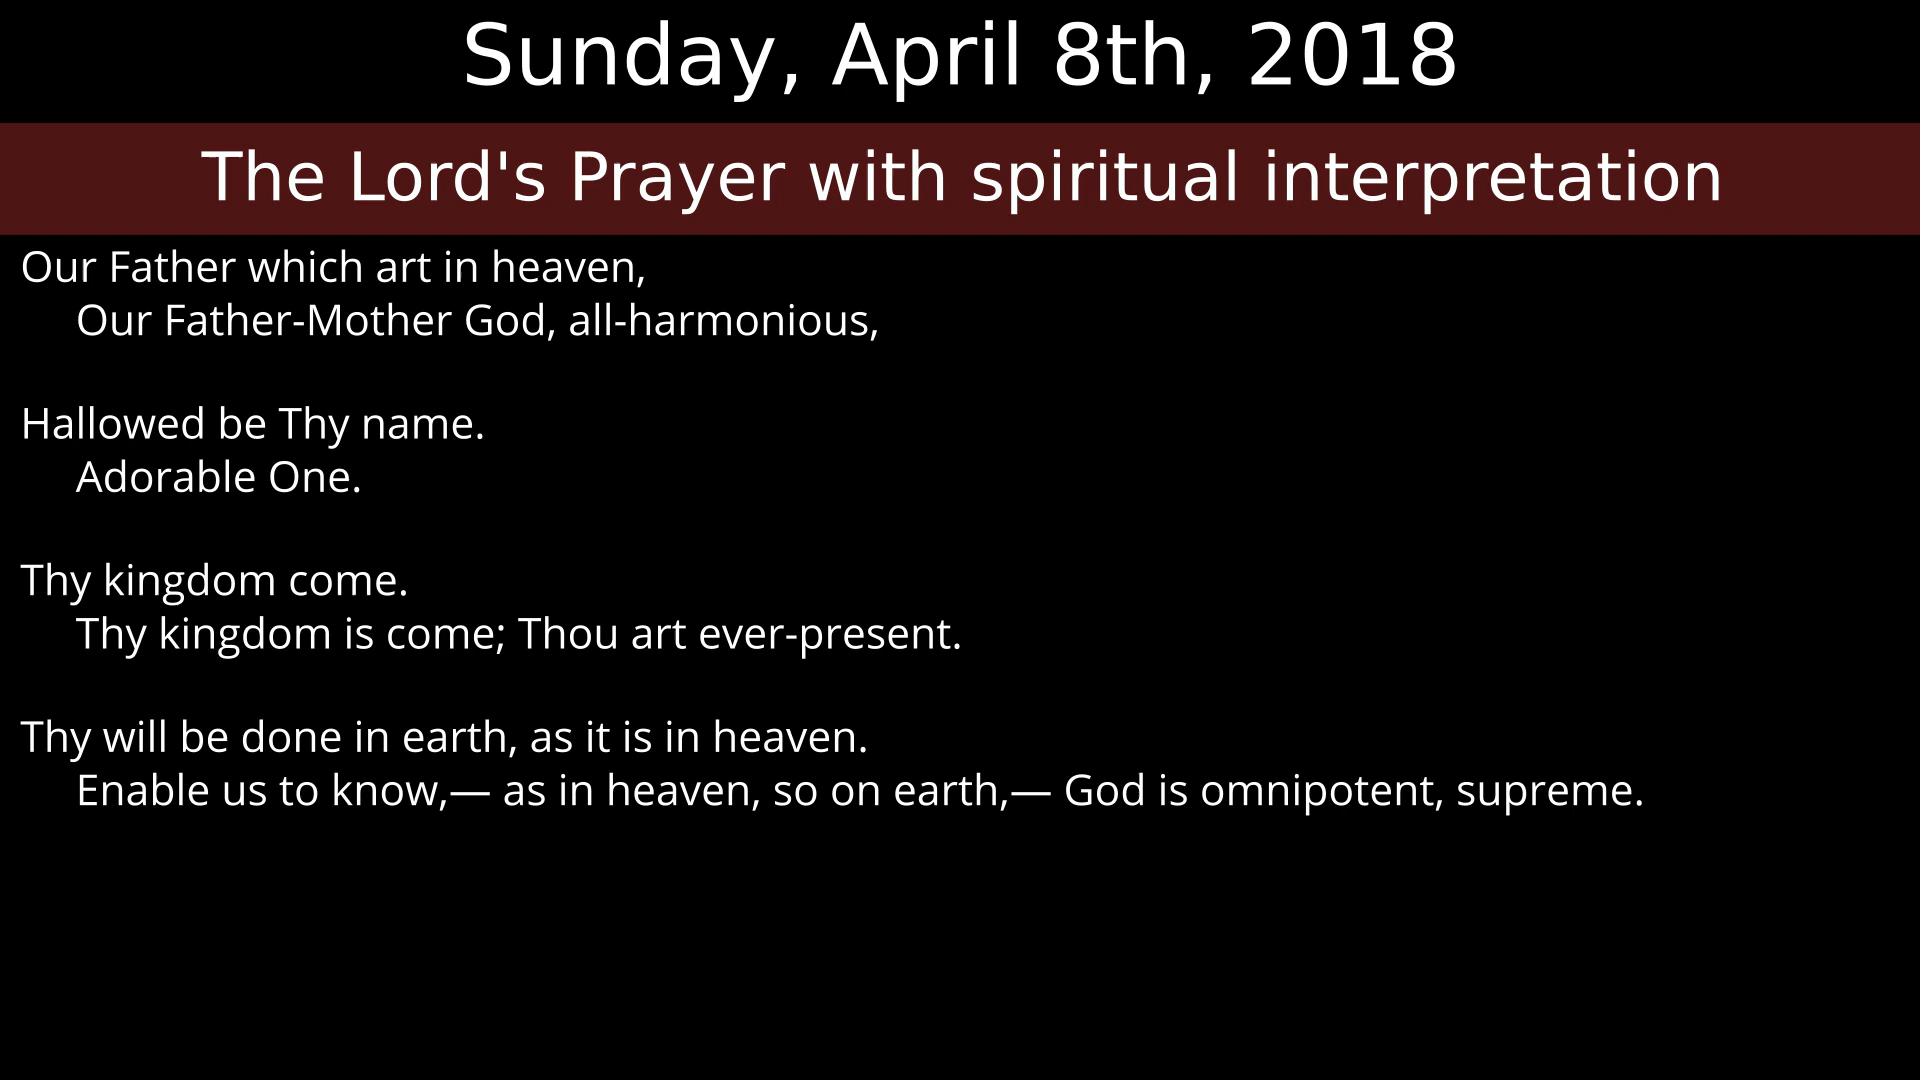 Sunday, April 8th, 2018
The Lord's Prayer with spiritual interpretation
Our Father which art in heaven,
Our Father-Mother God, all-harmonious,
Hallowed be Thy name.
Adorable One.
Thy kingdom come.
Thy kingdom is come; Thou art ever-present.
Thy will be done in earth, as it is in heaven.
Enable us to know,— as in heaven, so on earth,— God is omnipotent, supreme.